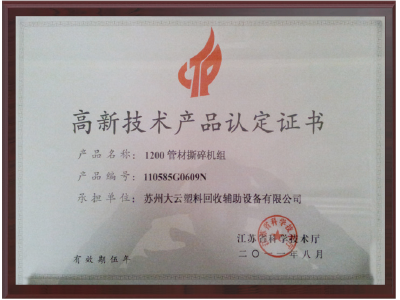 高新技术产品认定证书
产品名称：1200管材撕碎机组
产品编号：110585G0609N
承担单位：苏州大云塑料回收辅助设备有限公司
江苏 科学技术厅
二〇 年八月
有效期伍年